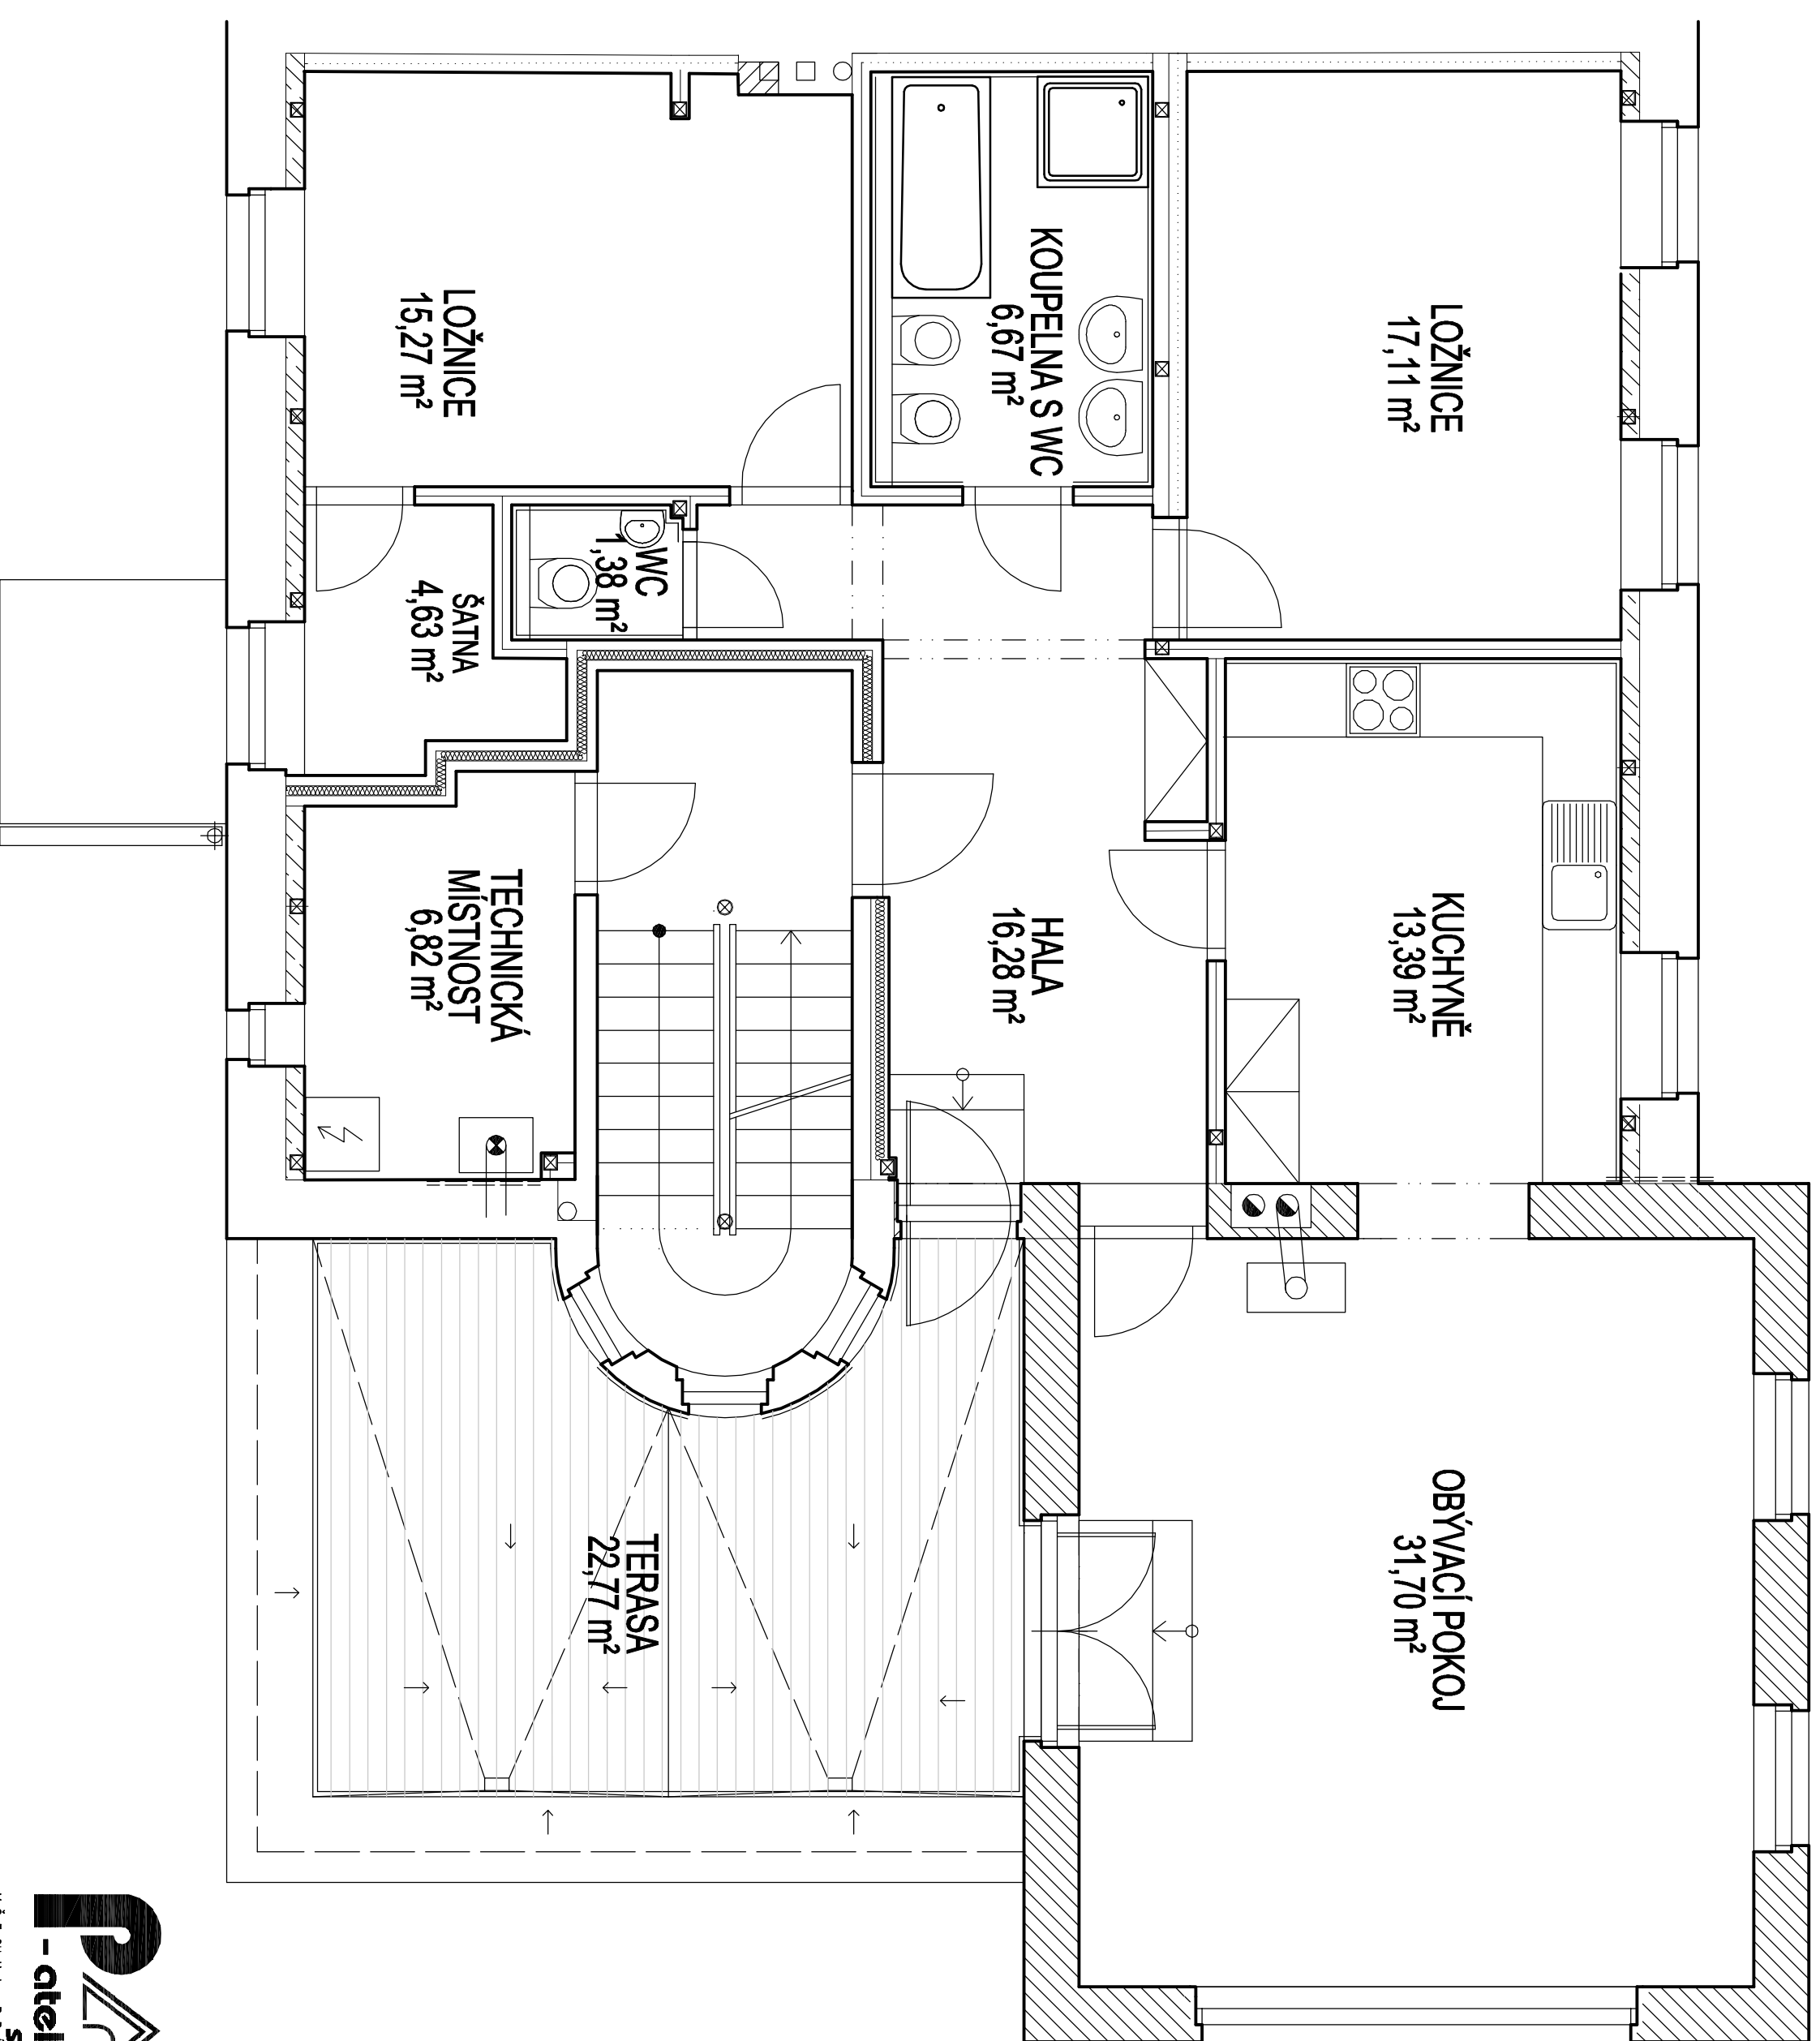 LOŽNICE
17,11 m²
KOUPELNA S WC
6,67 m²
LOŽNICE
15,27 m²
WC
1,38 m²
ŠATNA
4,63 m²
KUCHYNĚ
13,39 m²
HALA
16,28 m²
TECHNICKÁ
MÍSTNOST
6,82 m²
OBÝVACÍ POKOJ
31,70 m²
TERASA
22,77 m²